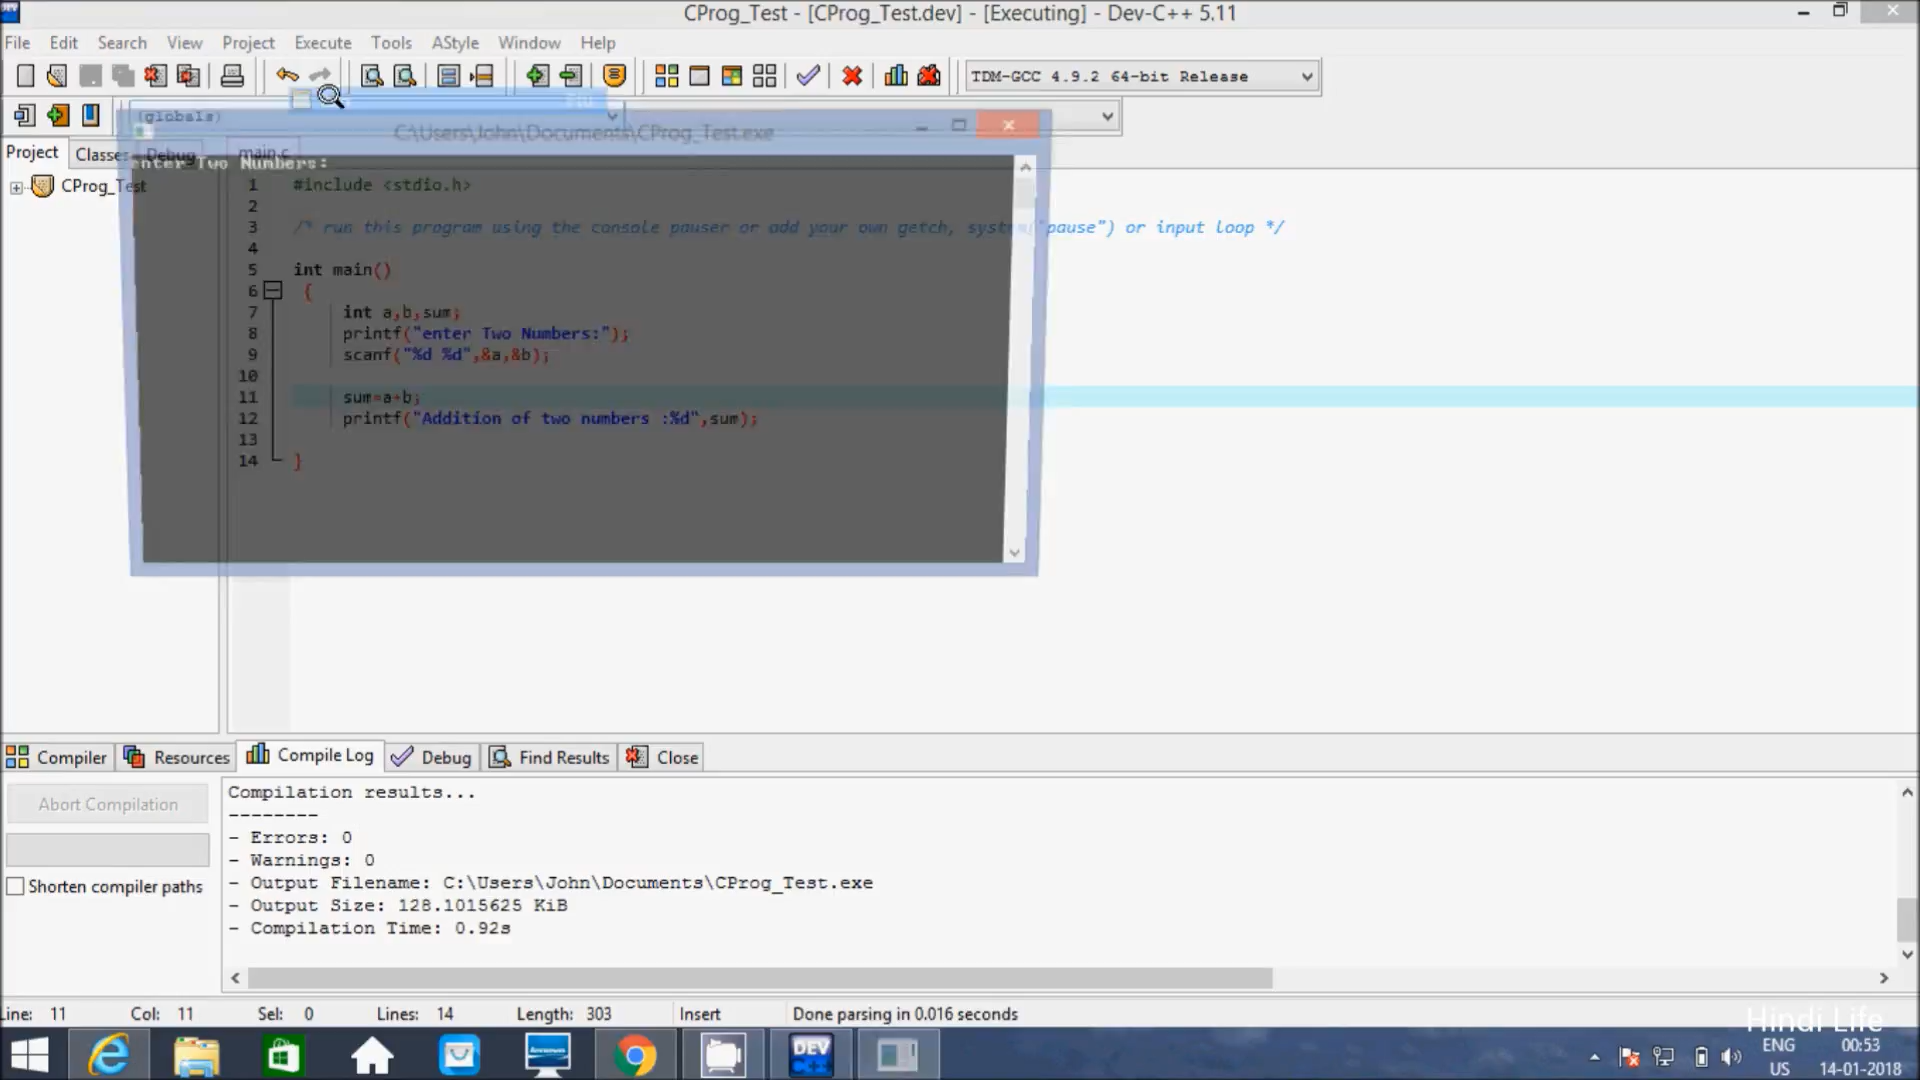 CProg_Test - [CProg_Test.dev] - [Executing] - Dev-C++ 5.11
File Edit Search View Project Execute Tools AStyle Window Help
TDM-GCC 4.9.2 64-bit Release
(globals)
C:\Users\John\Documents\CProg_Test.exe
Project Classes Debug main.c
enter Two Numbers:
CProg_Test
1 #include <stdio.h>
2
3 /* run this program using the console pauser or add your own getch, system("pause") or input loop */
4
5 int main()
6 {
7 int a,b,sum;
8 printf("enter Two Numbers:");
9 scanf("%d %d",&a,&b);
10
11 sum=a+b;
12 printf("Addition of two numbers :%d",sum);
13
14 }
Compiler Resources Compile Log Debug Find Results Close
Abort Compilation
Shorten compiler paths
Compilation results...
--------
- Errors: 0
- Warnings: 0
- Output Filename: C:\Users\John\Documents\CProg_Test.exe
- Output Size: 128.1015625 KiB
- Compilation Time: 0.92s
Line: 11 Col: 11 Sel: 0 Lines: 14 Length: 303 Insert Done parsing in 0.016 seconds
Hindi Life
DEV C++
ENG 00:53
US 14-01-2018